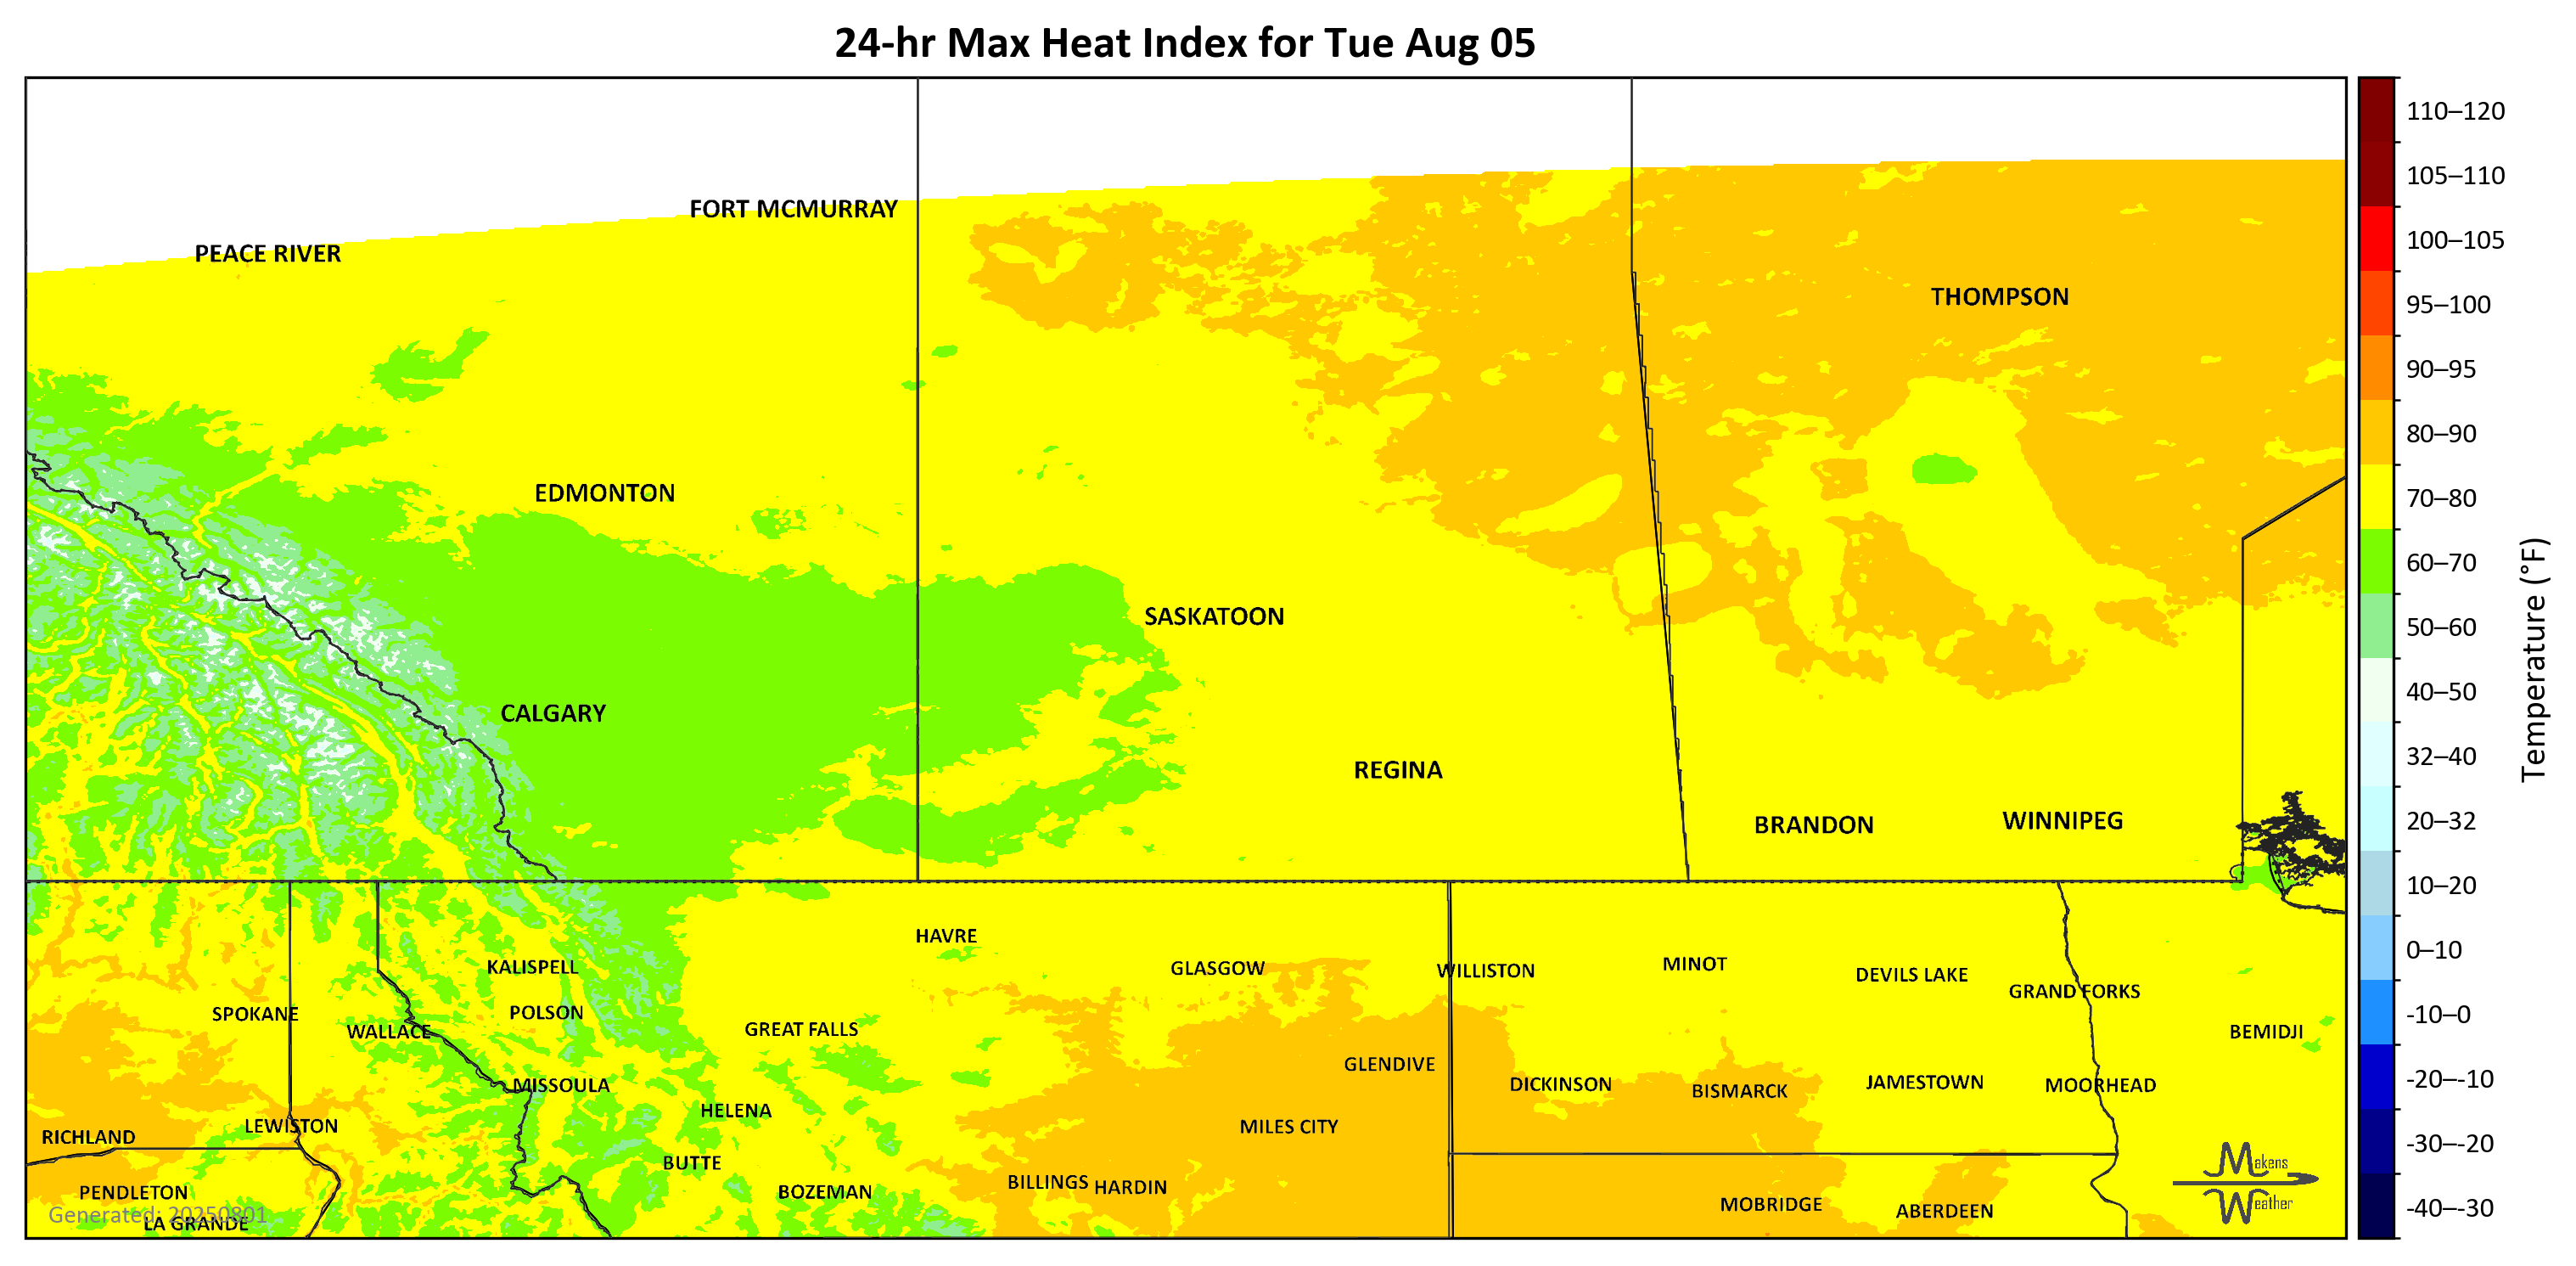 24-hr Max Heat Index for Tue Aug 05
FORT MCMURRAY
PEACE RIVER
THOMPSON
EDMONTON
SASKATOON
CALGARY
REGINA
BRANDON
WINNIPEG
HAVRE
KALISPELL
GLASGOW
WILLISTON
MINOT
DEVILS LAKE
GRAND FORKS
SPOKANE
POLSON
WALLACE
GREAT FALLS
BEMIDJI
GLENDIVE
MISSOULA
DICKINSON
BISMARCK
JAMESTOWN
MOORHEAD
HELENA
LEWISTON
MILES CITY
RICHLAND
BUTTE
PENDLETON
BOZEMAN
BILLINGS
HARDIN
MOBRIDGE
ABERDEEN
LA GRANDE
Generated: 20250801
Makens
Weather
110–120
105–110
100–105
95–100
90–95
80–90
70–80
60–70
50–60
40–50
32–40
20–32
10–20
0–10
-10–0
-20–-10
-30–-20
-40–-30
Temperature (°F)